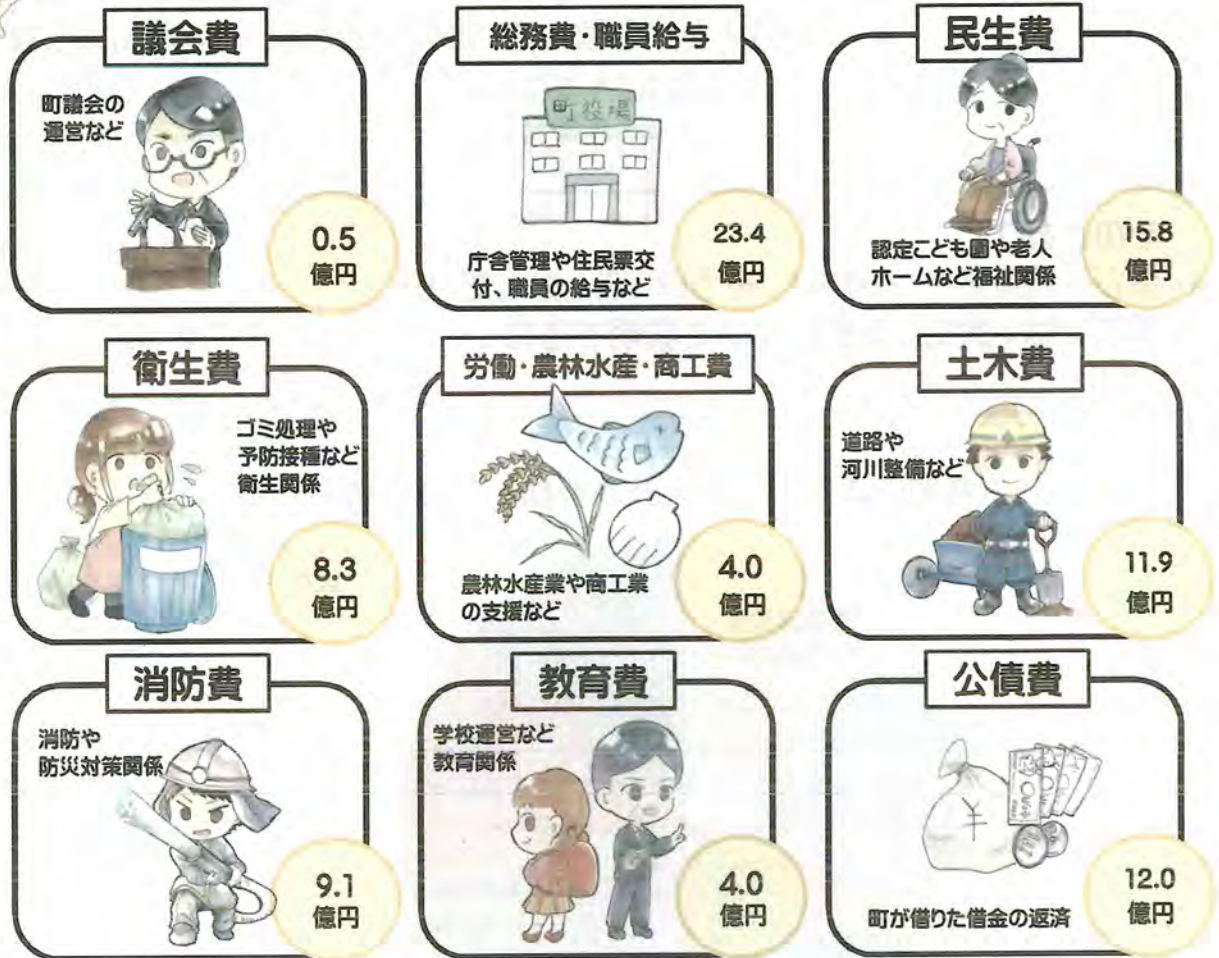 議会費
町議会の
運営など
0.5
億円
総務費・職員給与
町役場
庁舎管理や住民票交
付、職員の給与など
23.4
億円
民生費
認定こども園や老人
ホームなど福祉関係
15.8
億円
衛生費
ゴミ処理や
予防接種など
衛生関係
8.3
億円
労働・農林水産・商工費
農林水産業や商工業
の支援など
4.0
億円
土木費
道路や
河川整備など
11.9
億円
消防費
消防や
防災対策関係
9.1
億円
教育費
学校運営など
教育関係
4.0
億円
公債費
¥
町が借りた借金の返済
12.0
億円